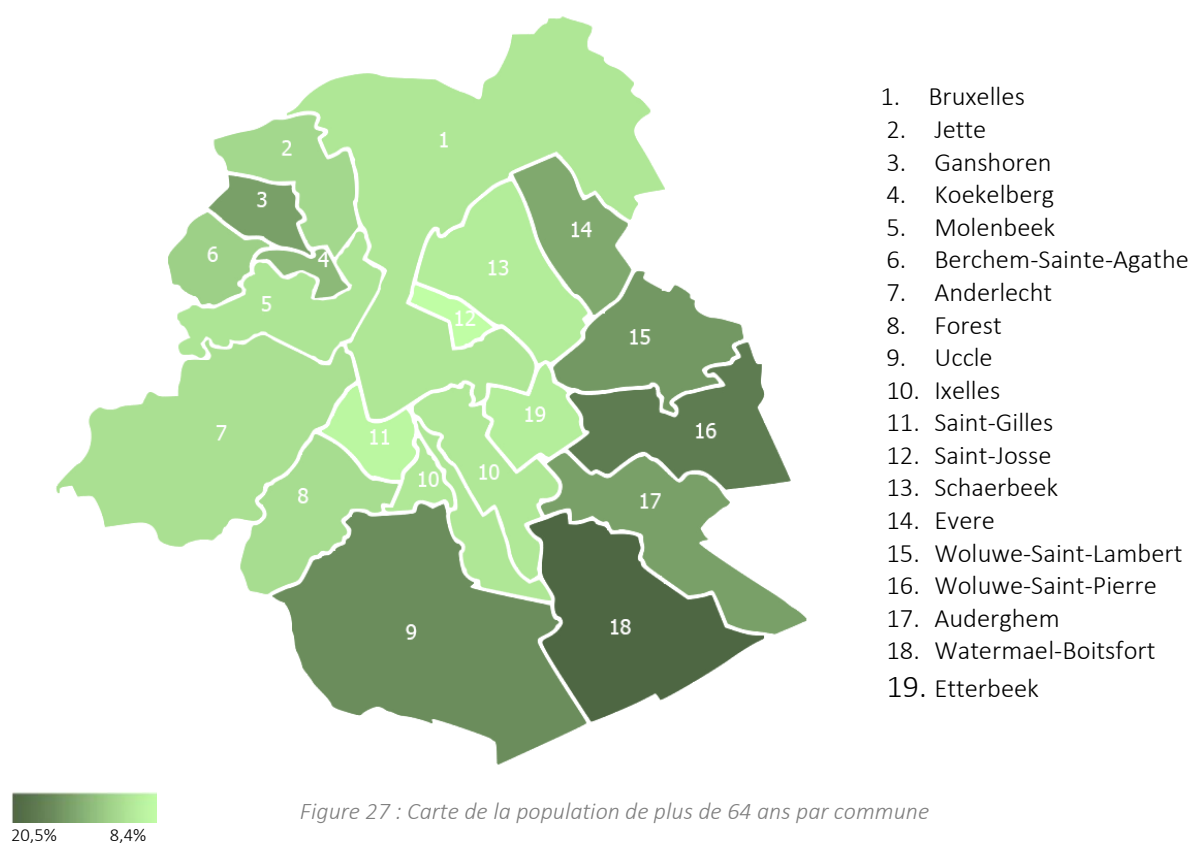 1. Bruxelles
2. Jette
3. Ganshoren
4. Koekelberg
5. Molenbeek
6. Berchem-Sainte-Agathe
7. Anderlecht
8. Forest
9. Uccle
10. Ixelles
11. Saint-Gilles
12. Saint-Josse
13. Schaerbeek
14. Evere
15. Woluwe-Saint-Lambert
16. Woluwe-Saint-Pierre
17. Auderghem
18. Watermael-Boitsfort
19. Etterbeek
1
2
3
14
6
4
13
5
12
15
19
16
7
11
10
10
8
17
9
18
20,5% 8,4%
Figure 27 : Carte de la population de plus de 64 ans par commune